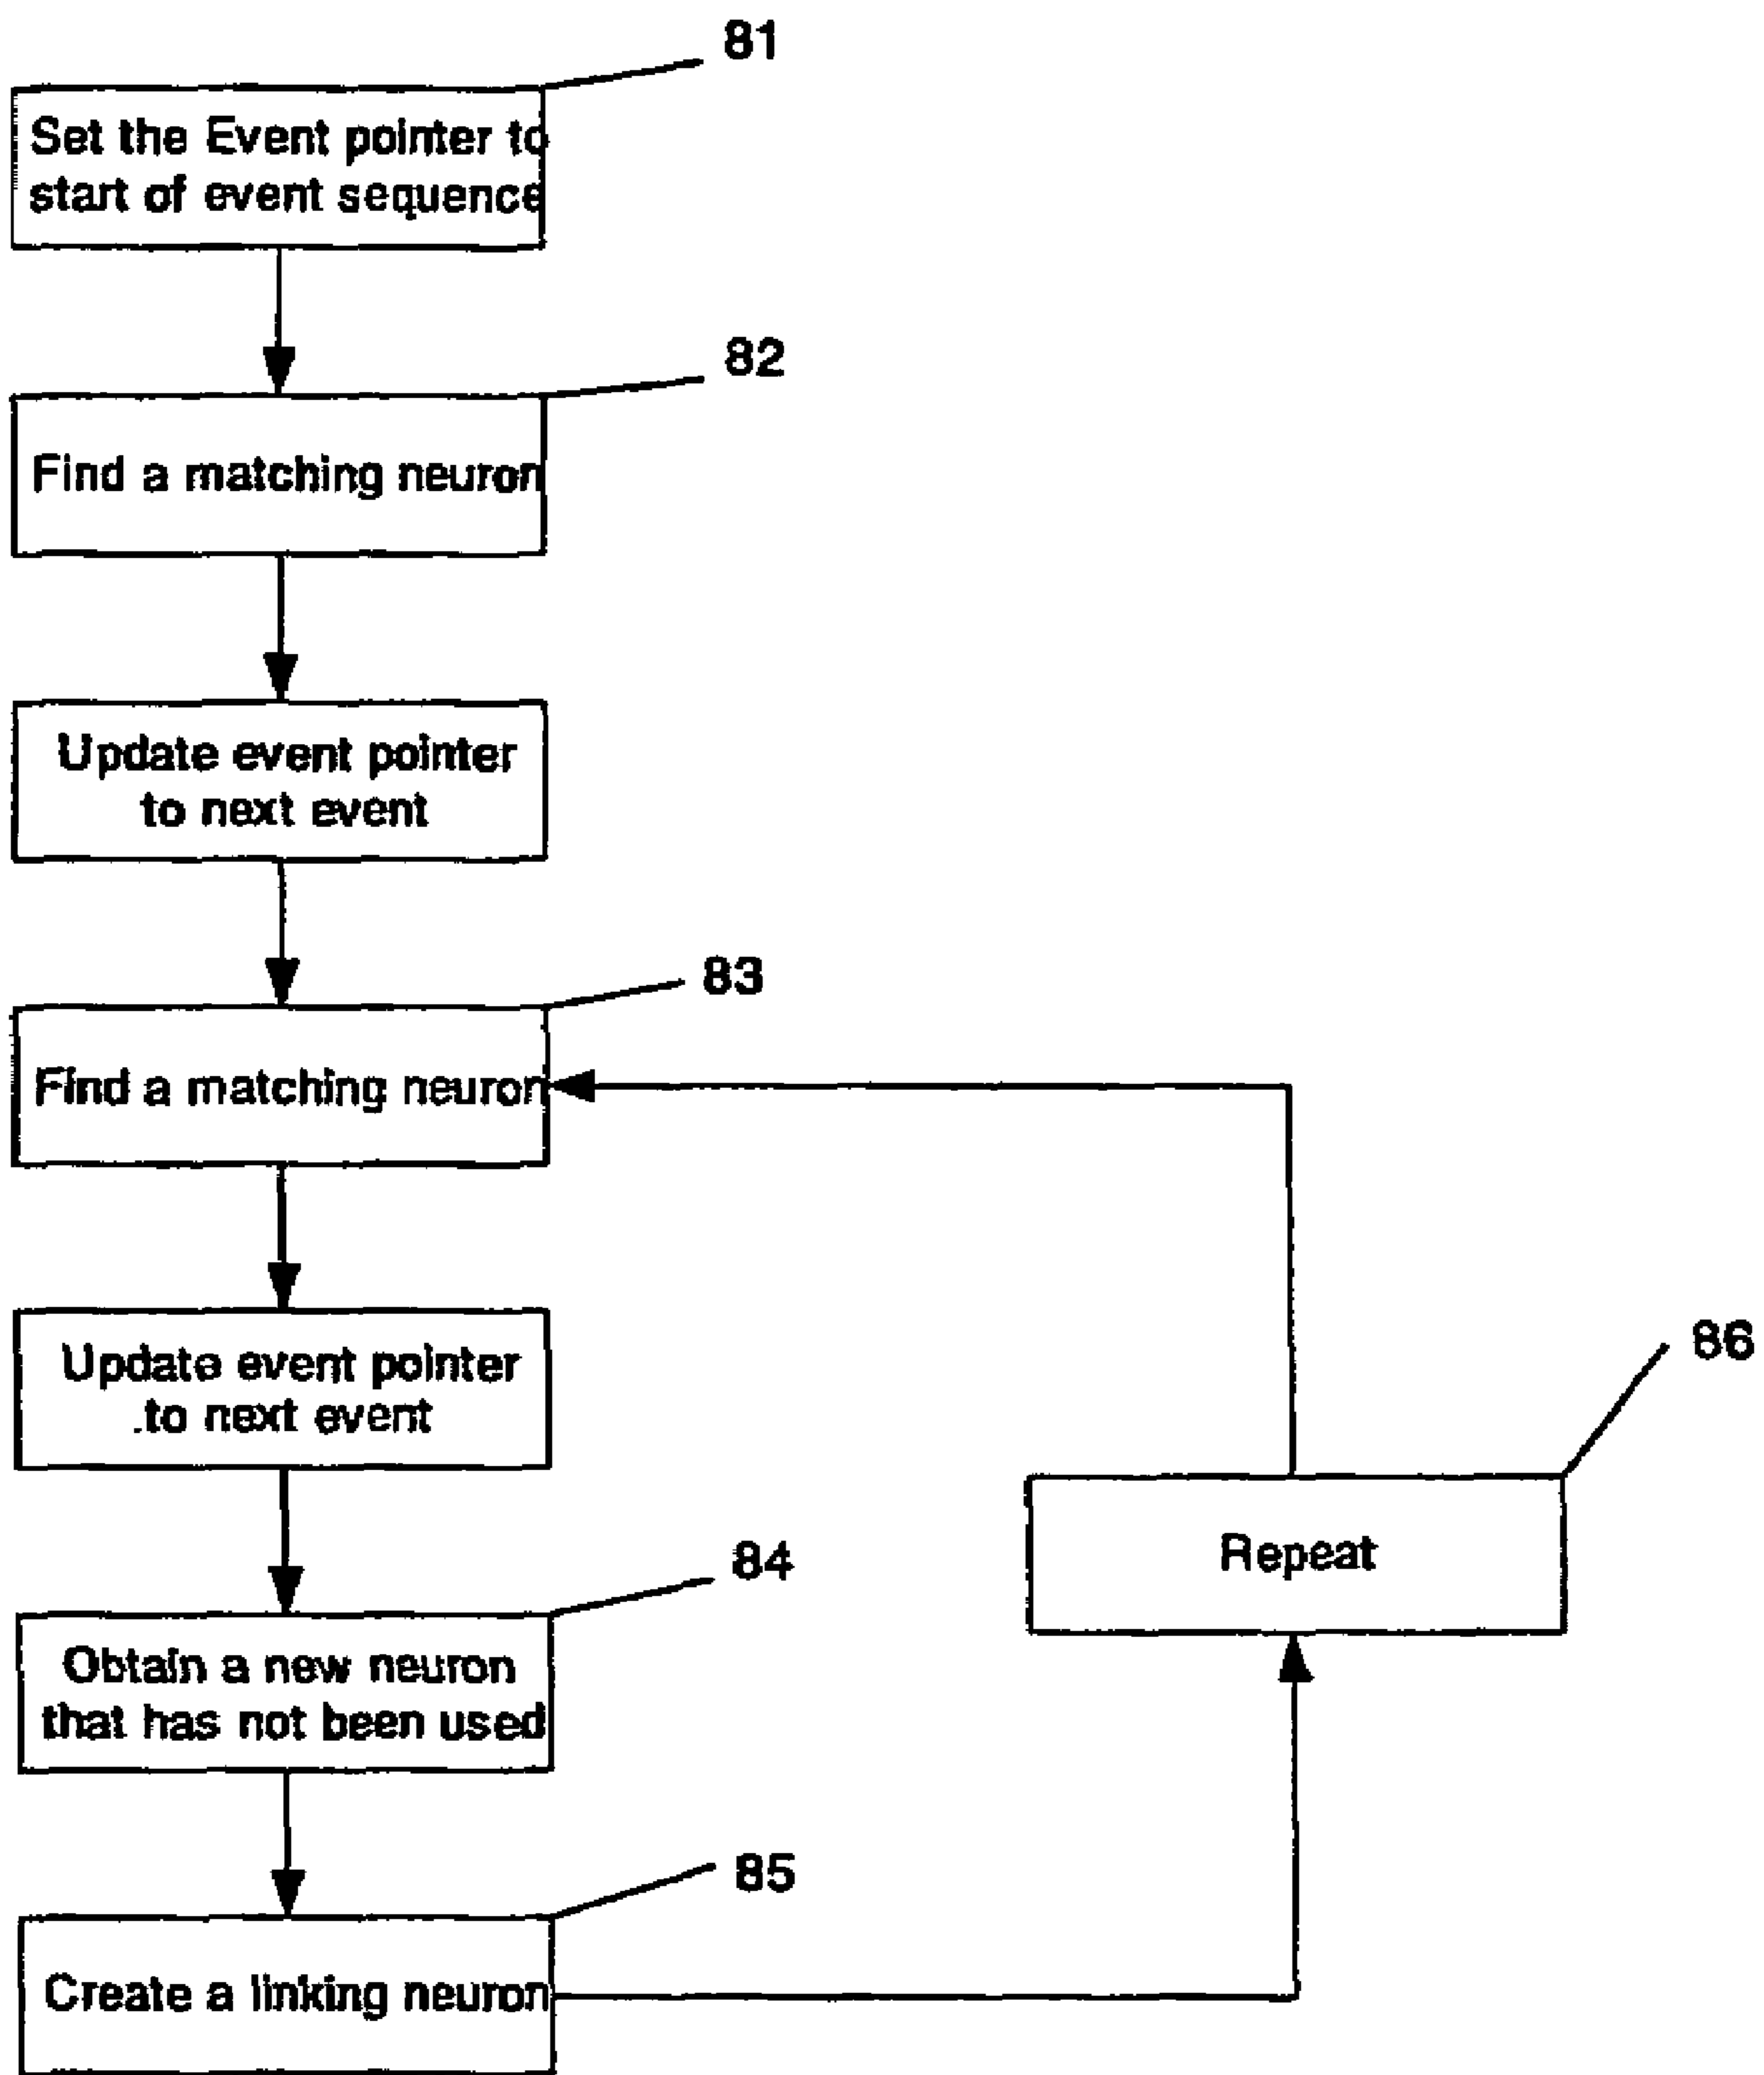 81
Set the Event pointer to
start of event sequence
82
Find a matching neuron
Update event pointer
to next event
83
Find a matching neuron
Update event pointer
to next event
86
Repeat
84
Obtain a new neuron
that has not been used
85
Create a linking neuron